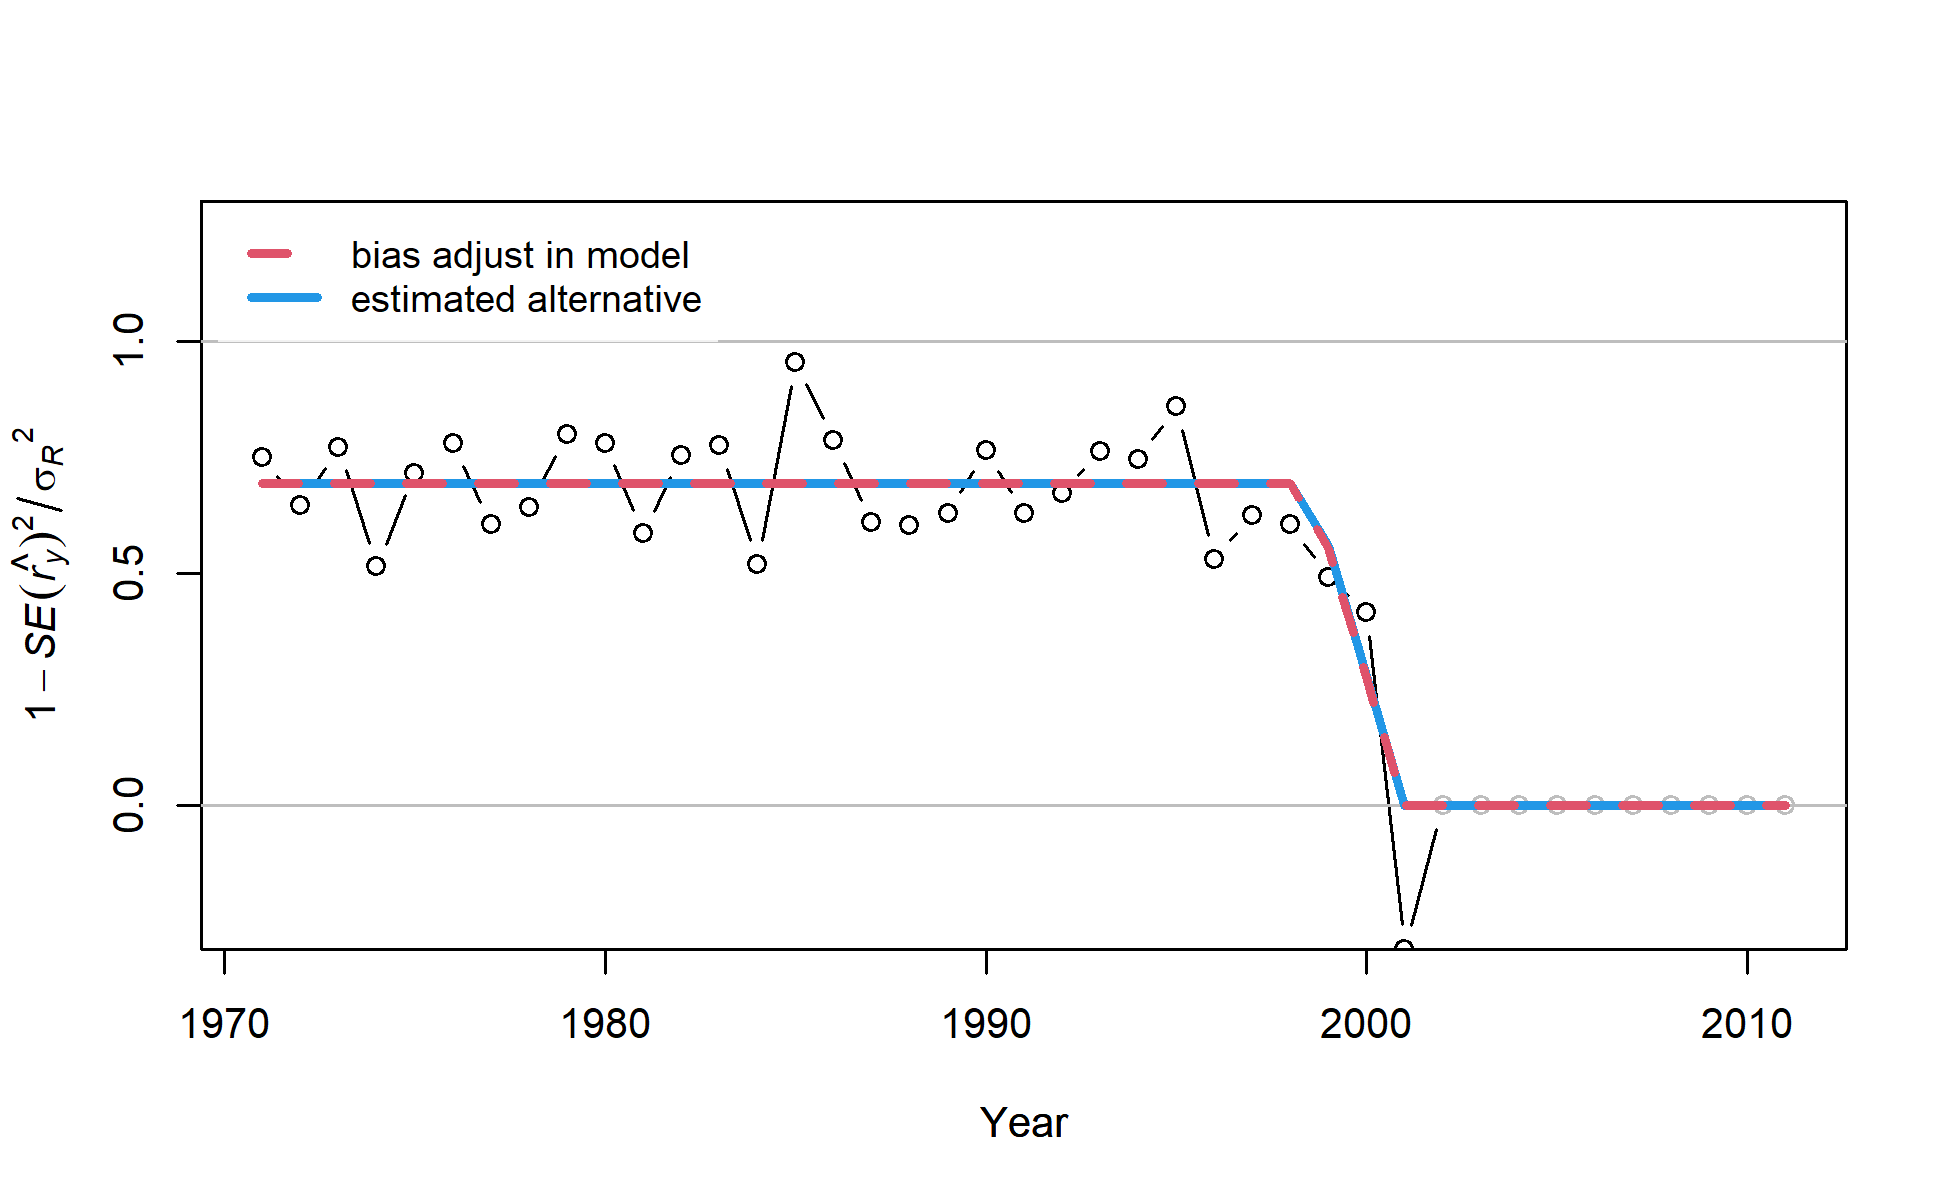 bias adjust in model
estimated alternative
1.0
0.5
0.0
1 − SE(r̂y)² / σR²
1970 1980 1990 2000 2010
Year